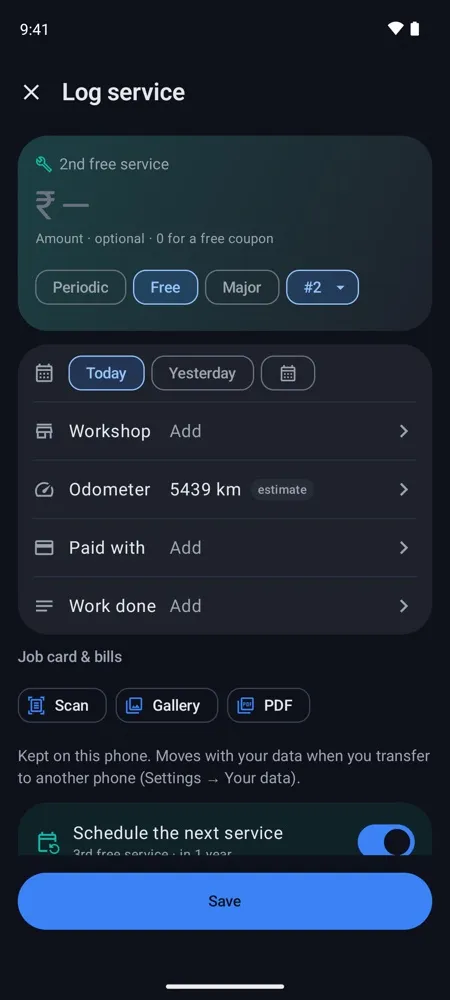 9:41
Log service
2nd free service
₹ —
Amount · optional · 0 for a free coupon
Periodic Free Major #2
Today Yesterday
Workshop Add
Odometer 5439 km estimate
Paid with Add
Work done Add
Job card & bills
Scan Gallery PDF
Kept on this phone. Moves with your data when you transfer
to another phone (Settings → Your data).
Schedule the next service
3rd free service · in 1 year
Save